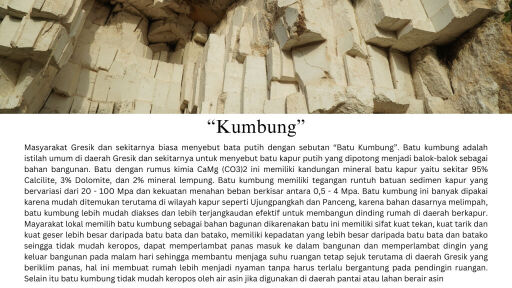 “Kumbung”
Masyarakat Gresik dan sekitarnya biasa menyebut bata putih dengan sebutan “Batu Kumbung”. Batu kumbung adalah
istilah umum di daerah Gresik dan sekitarnya untuk menyebut batu kapur putih yang dipotong menjadi balok-balok sebagai
bahan bangunan. Batu dengan rumus kimia CaMg (CO3)2 ini memiliki kandungan mineral batu kapur yaitu sekitar 95%
Calcilite, 3% Dolomite, dan 2% mineral lempung. Batu kumbung memiliki tegangan runtuh batuan sedimen kapur yang
bervariasi dari 20 - 100 Mpa dan kekuatan menahan beban berkisar antara 0,5 - 4 Mpa. Batu kumbung ini banyak dipakai
karena mudah ditemukan terutama di wilayah kapur seperti Ujungpangkah dan Panceng, karena bahan dasarnya melimpah,
batu kumbung lebih mudah diakses dan lebih terjangkaudan efektif untuk membangun dinding rumah di daerah berkapur.
Mayarakat lokal memilih batu kumbung sebagai bahan bagunan dikarenakan batu ini memiliki sifat kuat tekan, kuat tarik dan
kuat geser lebih besar daripada batu bata dan batako, memiliki kepadatan yang lebih besar daripada batu bata dan batako
seingga tidak mudah keropos, dapat memperlambat panas masuk ke dalam bangunan dan memperlambat dingin yang
keluar bangunan pada malam hari sehingga membantu menjaga suhu ruangan tetap sejuk terutama di daerah Gresik yang
beriklim panas, hal ini membuat rumah lebih menjadi nyaman tanpa harus terlalu bergantung pada pendingin ruangan.
Selain itu batu kumbung tidak mudah keropos oleh air asin jika digunakan di daerah pantai atau lahan berair asin